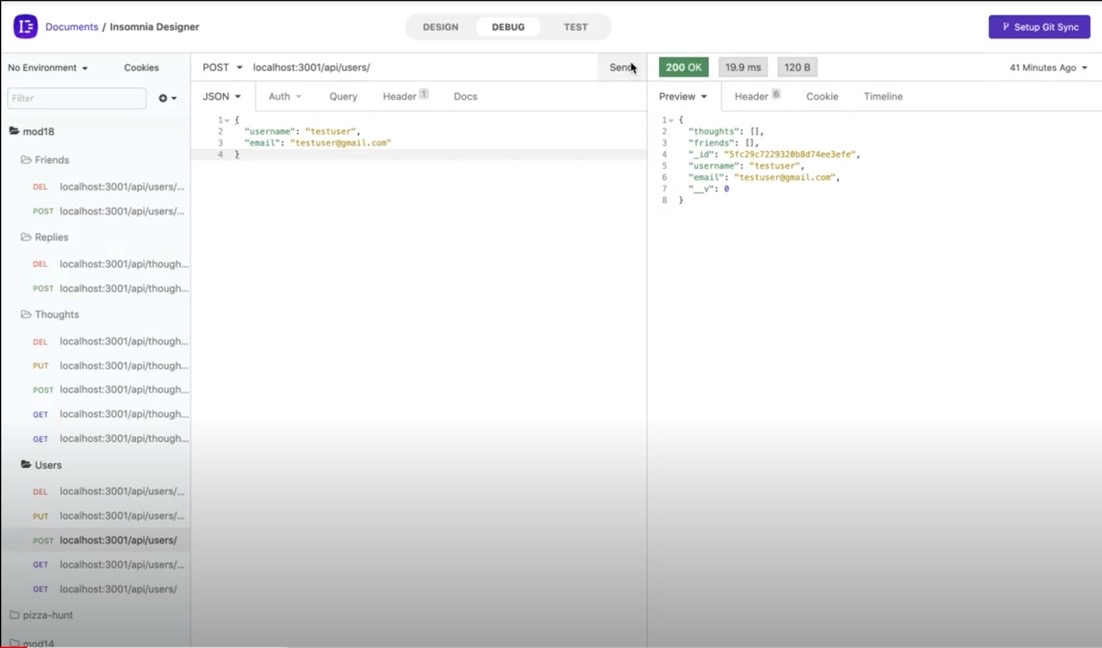 Documents / Insomnia Designer
DESIGN DEBUG TEST
Setup Git Sync
No Environment Cookies
Filter
mod18
Friends
DEL localhost:3001/api/users/...
POST localhost:3001/api/users/...
Replies
DEL localhost:3001/api/though...
POST localhost:3001/api/though...
Thoughts
DEL localhost:3001/api/though...
PUT localhost:3001/api/though...
POST localhost:3001/api/though...
GET localhost:3001/api/though...
GET localhost:3001/api/though...
Users
DEL localhost:3001/api/users/...
PUT localhost:3001/api/users/...
POST localhost:3001/api/users/
GET localhost:3001/api/users/...
GET localhost:3001/api/users/
pizza-hunt
mod14
POST localhost:3001/api/users/ Send
JSON Auth Query Header 1 Docs
1 {
2 "username": "testuser",
3 "email": "testuser@gmail.com"
4 }
200 OK 19.9 ms 120 B 41 Minutes Ago
Preview Header 6 Cookie Timeline
1 {
2 "thoughts": [],
3 "friends": [],
4 "_id": "5fc29c7229320b8d74ee3efe",
5 "username": "testuser",
6 "email": "testuser@gmail.com",
7 "__v": 0
8 }